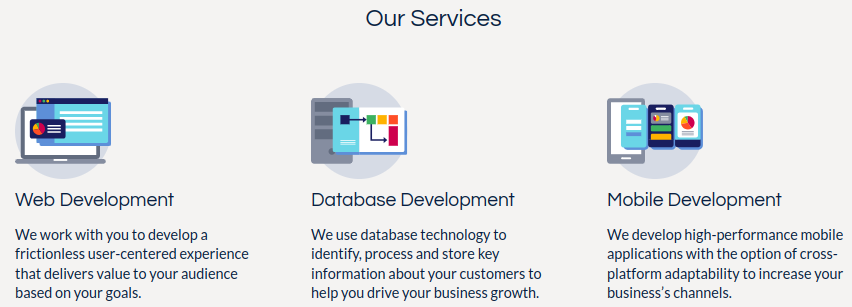 Our Services
Web Development
We work with you to develop a
frictionless user-centered experience
that delivers value to your audience
based on your goals.
Database Development
We use database technology to
identify, process and store key
information about your customers to
help you drive your business growth.
Mobile Development
We develop high-performance mobile
applications with the option of cross-
platform adaptability to increase your
business’s channels.